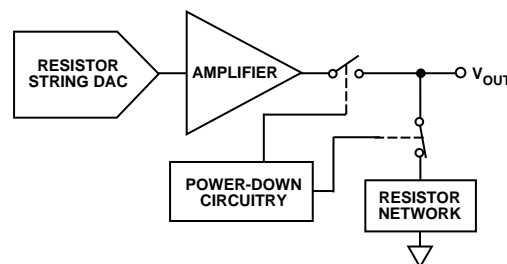 RESISTOR
STRING DAC
AMPLIFIER
VOUT
POWER-DOWN
CIRCUITRY
RESISTOR
NETWORK